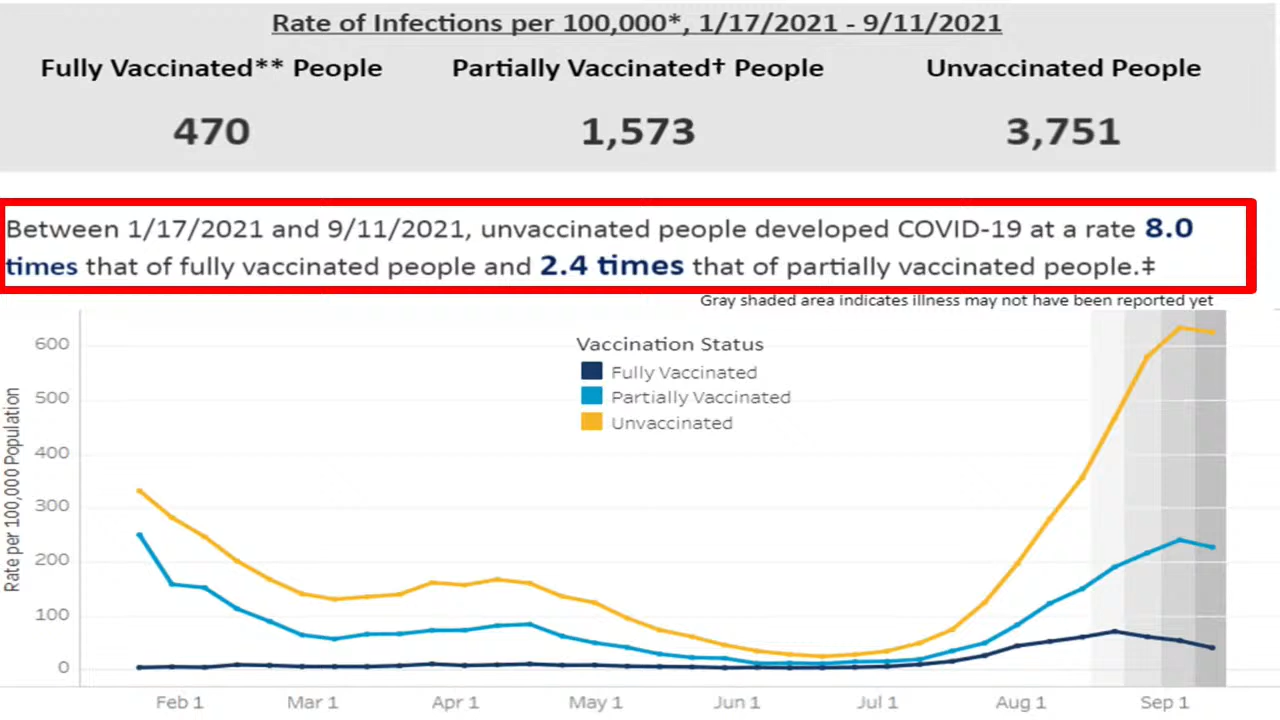 Rate of Infections per 100,000*, 1/17/2021 - 9/11/2021
Fully Vaccinated** People Partially Vaccinated† People Unvaccinated People
470 1,573 3,751
Between 1/17/2021 and 9/11/2021, unvaccinated people developed COVID-19 at a rate 8.0
times that of fully vaccinated people and 2.4 times that of partially vaccinated people.‡
Gray shaded area indicates illness may not have been reported yet
Vaccination Status
Fully Vaccinated
Partially Vaccinated
Unvaccinated
Rate per 100,000 Population
600
500
400
300
200
100
0
Feb 1 Mar 1 Apr 1 May 1 Jun 1 Jul 1 Aug 1 Sep 1